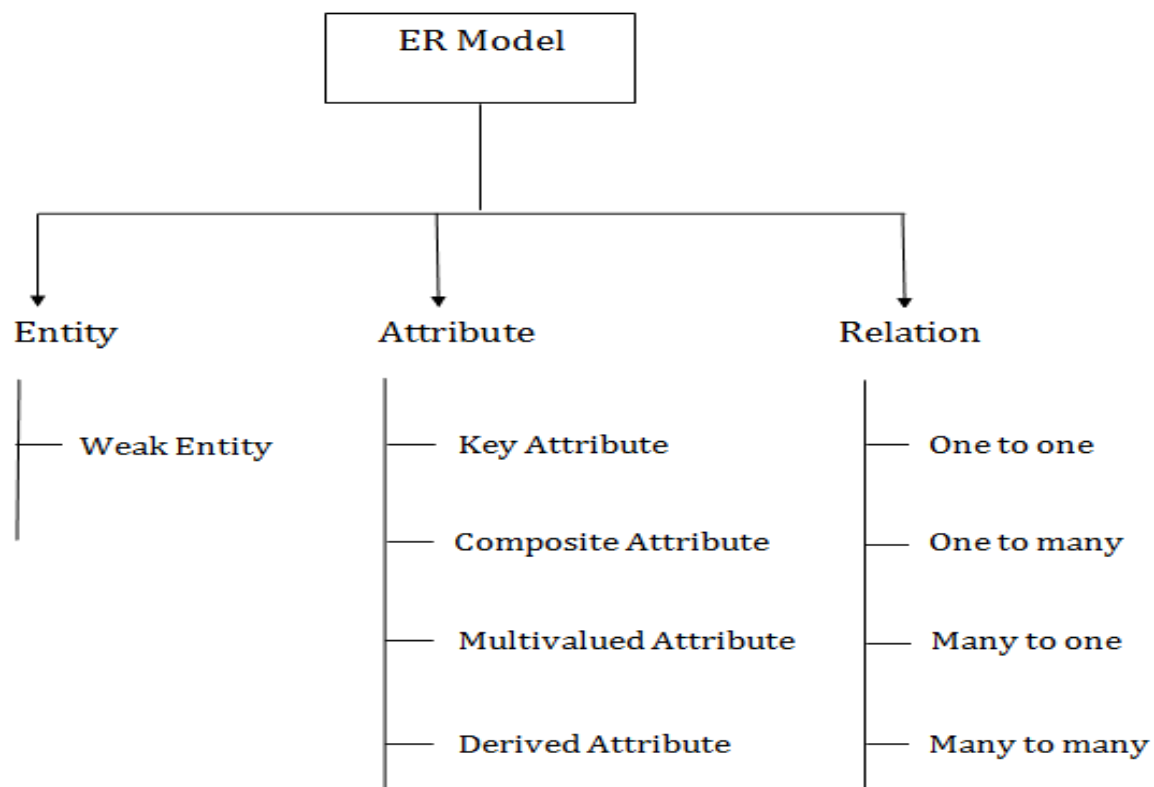 ER Model
Entity
Attribute
Relation
Weak Entity
Key Attribute
One to one
Composite Attribute
One to many
Multivalued Attribute
Many to one
Derived Attribute
Many to many